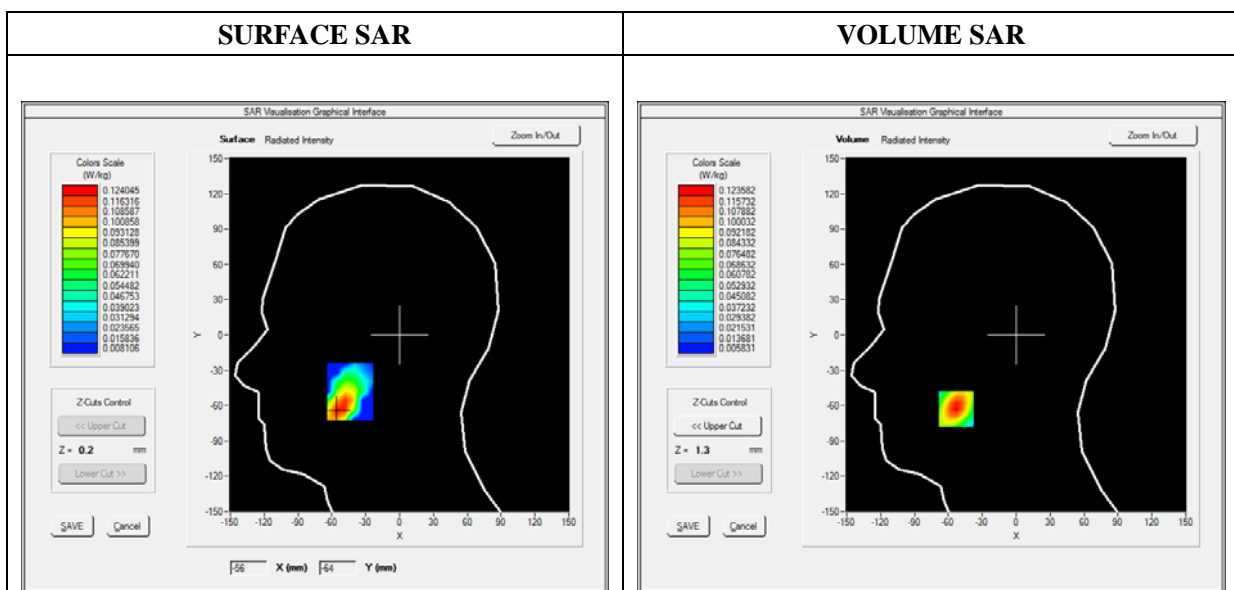 SURFACE SAR
VOLUME SAR
SAR Visualisation Graphical Interface
Surface Radiated Intensity
Zoom In/Out
Colors Scale
(W/kg)
0.124045
0.116316
0.108587
0.100858
0.093128
0.085399
0.077670
0.069940
0.062211
0.054482
0.046753
0.039023
0.031294
0.023565
0.015836
0.008106
Z-Cuts Control
<< Upper Cut
Z = 0.2 mm
Lower Cut >>
SAVE Cancel
150
120
90
60
30
0
-30
-60
-90
-120
-150
Y
-150 -120 -90 -60 -30 0 30 60 90 120 150
X
-56 X (mm) -64 Y (mm)
SAR Visualisation Graphical Interface
Volume Radiated Intensity
Zoom In/Out
Colors Scale
(W/kg)
0.123582
0.115732
0.107882
0.100032
0.092182
0.084332
0.076482
0.068632
0.060782
0.052932
0.045082
0.037232
0.029382
0.021531
0.013681
0.005831
Z-Cuts Control
<< Upper Cut
Z = 1.3 mm
Lower Cut >>
SAVE Cancel
150
120
90
60
30
0
-30
-60
-90
-120
-150
Y
-150 -120 -90 -60 -30 0 30 60 90 120 150
X